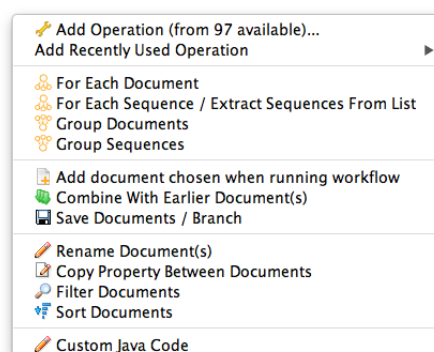 Add Operation (from 97 available)...
Add Recently Used Operation
For Each Document
For Each Sequence / Extract Sequences From List
Group Documents
Group Sequences
Add document chosen when running workflow
Combine With Earlier Document(s)
Save Documents / Branch
Rename Document(s)
Copy Property Between Documents
Filter Documents
Sort Documents
Custom Java Code